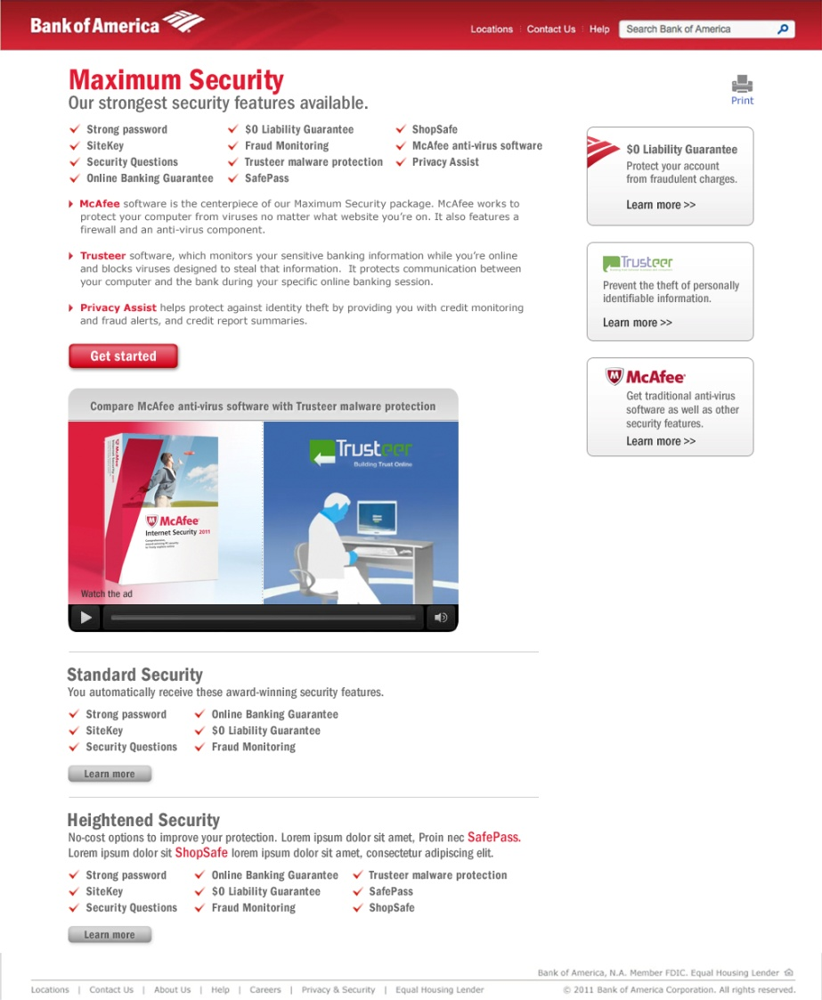 Bank of America
Locations
Contact Us
Help
Search Bank of America
Maximum Security
Our strongest security features available.
Print
Strong password
SiteKey
Security Questions
Online Banking Guarantee
$0 Liability Guarantee
Fraud Monitoring
Trusteer malware protection
SafePass
ShopSafe
McAfee anti-virus software
Privacy Assist
McAfee software is the centerpiece of our Maximum Security package. McAfee works to
protect your computer from viruses no matter what website you're on. It also features a
firewall and an anti-virus component.
Trusteer software, which monitors your sensitive banking information while you're online
and blocks viruses designed to steal that information. It protects communication between
your computer and the bank during your specific online banking session.
Privacy Assist helps protect against identity theft by providing you with credit monitoring
and fraud alerts, and credit report summaries.
Get started
$0 Liability Guarantee
Protect your account
from fraudulent charges.
Learn more >>
Trusteer
Prevent the theft of personally
identifiable information.
Learn more >>
McAfee
Get traditional anti-virus
software as well as other
security features.
Learn more >>
Compare McAfee anti-virus software with Trusteer malware protection
McAfee
Internet Security 2011
Trusteer
Building Trust Online
Watch the ad
Standard Security
You automatically receive these award-winning security features.
Strong password
SiteKey
Security Questions
Online Banking Guarantee
$0 Liability Guarantee
Fraud Monitoring
Learn more
Heightened Security
No-cost options to improve your protection. Lorem ipsum dolor sit amet, Proin nec SafePass.
Lorem ipsum dolor sit ShopSafe lorem ipsum dolor sit amet, consectetur adipiscing elit.
Strong password
SiteKey
Security Questions
Online Banking Guarantee
$0 Liability Guarantee
Fraud Monitoring
Trusteer malware protection
SafePass
ShopSafe
Learn more
Bank of America, N.A. Member FDIC. Equal Housing Lender
Locations | Contact Us | About Us | Help | Careers | Privacy & Security | Equal Housing Lender
© 2011 Bank of America Corporation. All rights reserved.